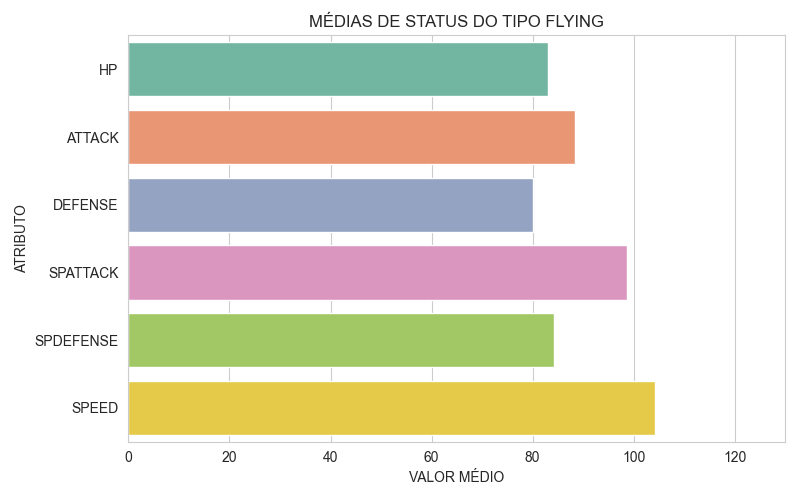 MÉDIAS DE STATUS DO TIPO FLYING
ATRIBUTO
HP
ATTACK
DEFENSE
SPATTACK
SPDEFENSE
SPEED
0 20 40 60 80 100 120
VALOR MÉDIO